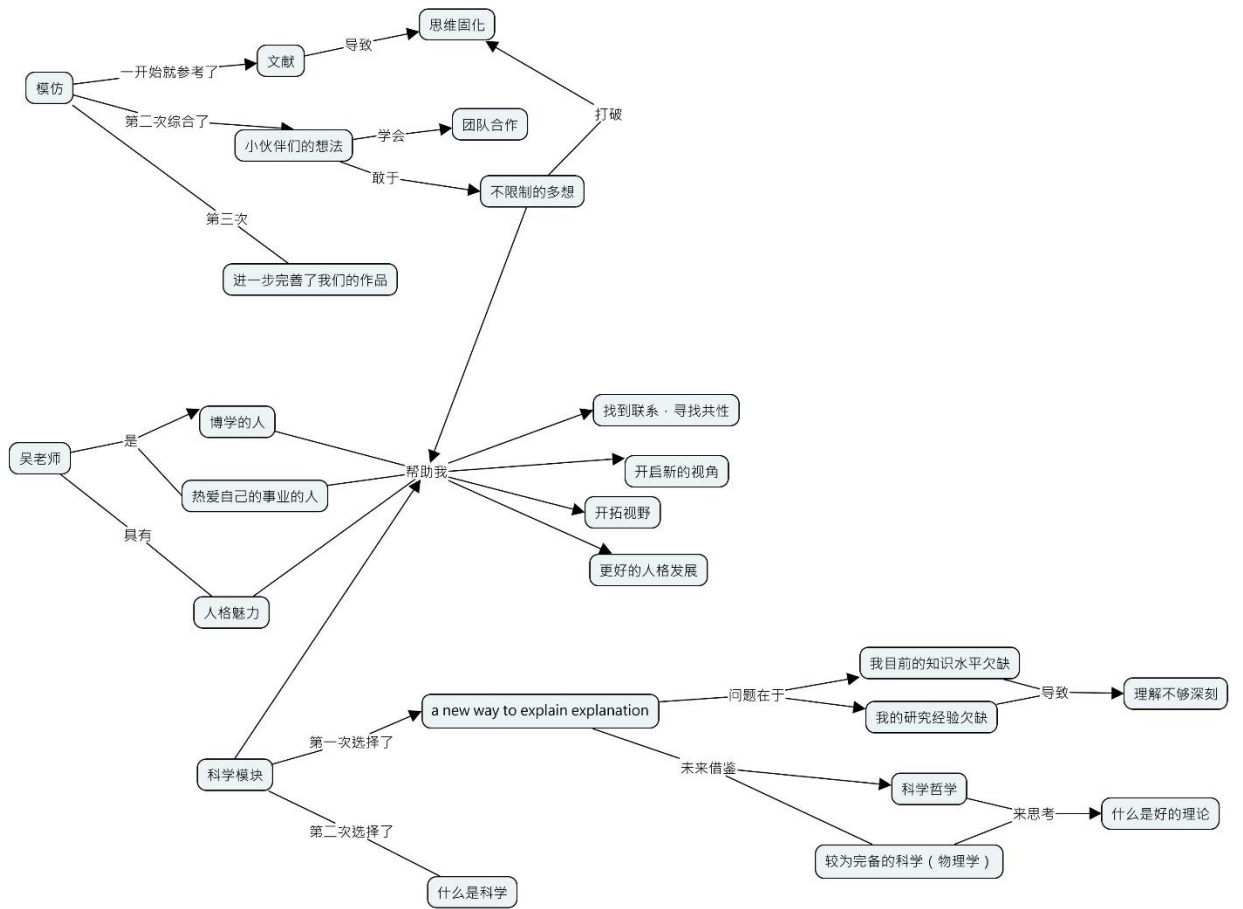 思维固化
导致
文献
一开始就参考了
模仿
打破
第二次综合了
团队合作
学会
小伙伴们的想法
敢于
不限制的多想
第三次
进一步完善了我们的作品
找到联系·寻找共性
博学的人
是
吴老师
帮助我
开启新的视角
热爱自己的事业的人
开拓视野
具有
更好的人格发展
人格魅力
我目前的知识水平欠缺
问题在于
导致
理解不够深刻
a new way to explain explanation
我的研究经验欠缺
第一次选择了
未来借鉴
科学模块
科学哲学
来思考
什么是好的理论
第二次选择了
较为完备的科学（物理学）
什么是科学